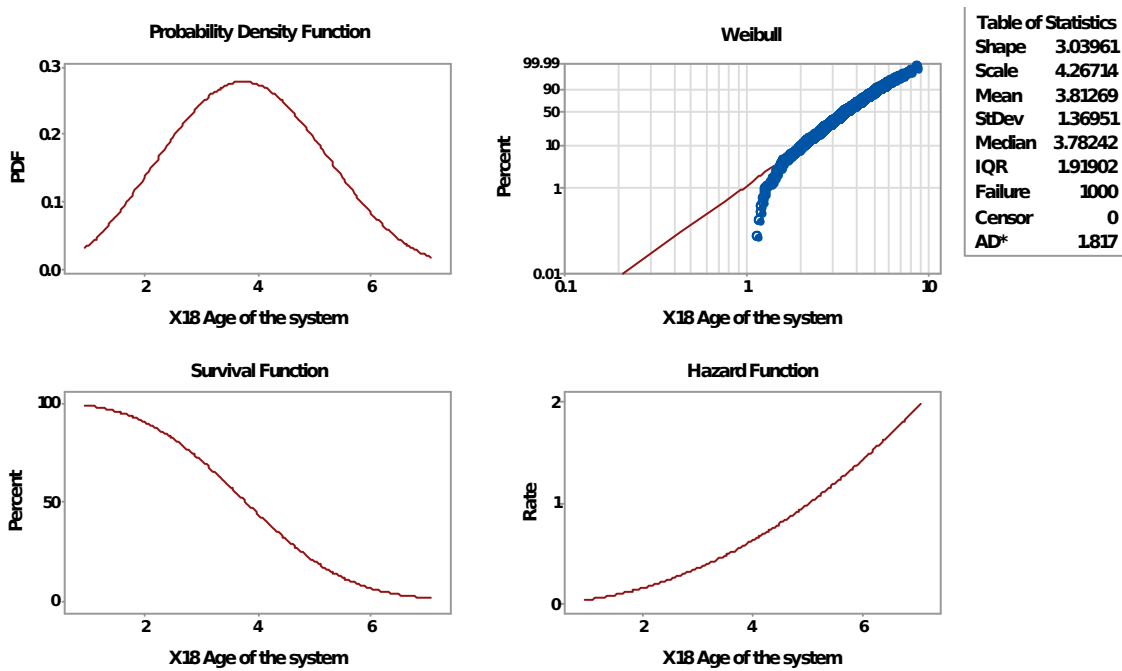 Probability Density Function
0.3
0.2
0.1
0.0
PDF
2 4 6
X18 Age of the system
Weibull
99.99
90
50
10
1
0.01
Percent
0.1 1 10
X18 Age of the system
Table of Statistics
Shape 3.03961
Scale 4.26714
Mean 3.81269
StDev 1.36951
Median 3.78242
IQR 1.91902
Failure 1000
Censor 0
AD* 1.817
Survival Function
100
50
0
Percent
2 4 6
X18 Age of the system
Hazard Function
2
1
0
Rate
2 4 6
X18 Age of the system